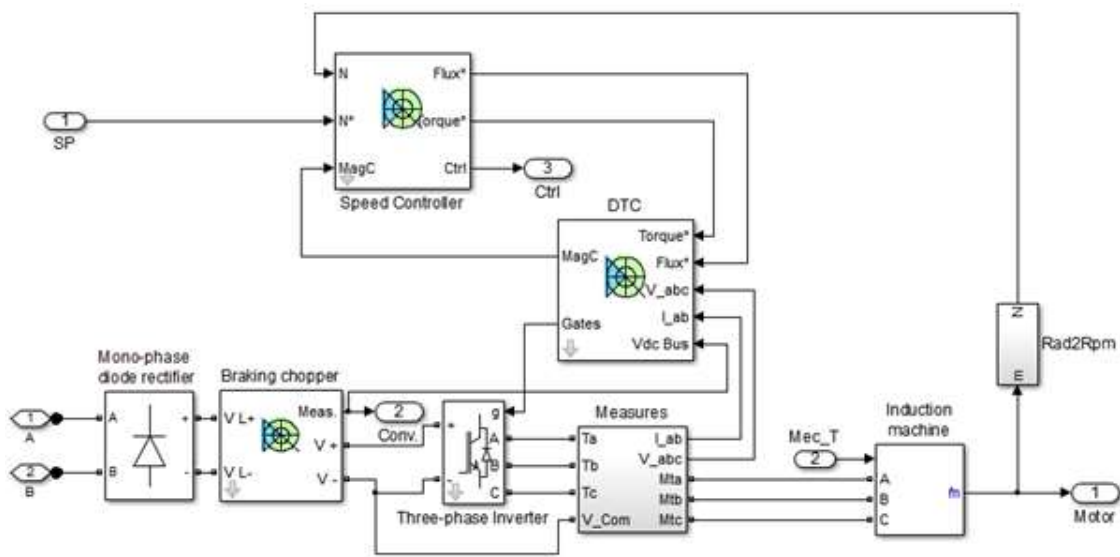 N
Flux*
1
SP
N*
Torque*
MagC
Ctrl
3
Ctrl
Speed Controller
DTC
Torque*
MagC
Flux*
V_abc
I_ab
Gates
Vdc Bus
N
m
Rad2Rpm
Mono-phase
diode rectifier
Braking chopper
1
A
A
+
V L+
Meas.
2
Conv.
V +
2
B
B
-
V L-
V -
g
+
A
B
-
C
Three-phase Inverter
Measures
Ta
I_ab
V_abc
Tb
Mta
Mtb
Tc
V_Com
Mtc
Mec_T
2
Induction
machine
A
B
C
m
1
Motor